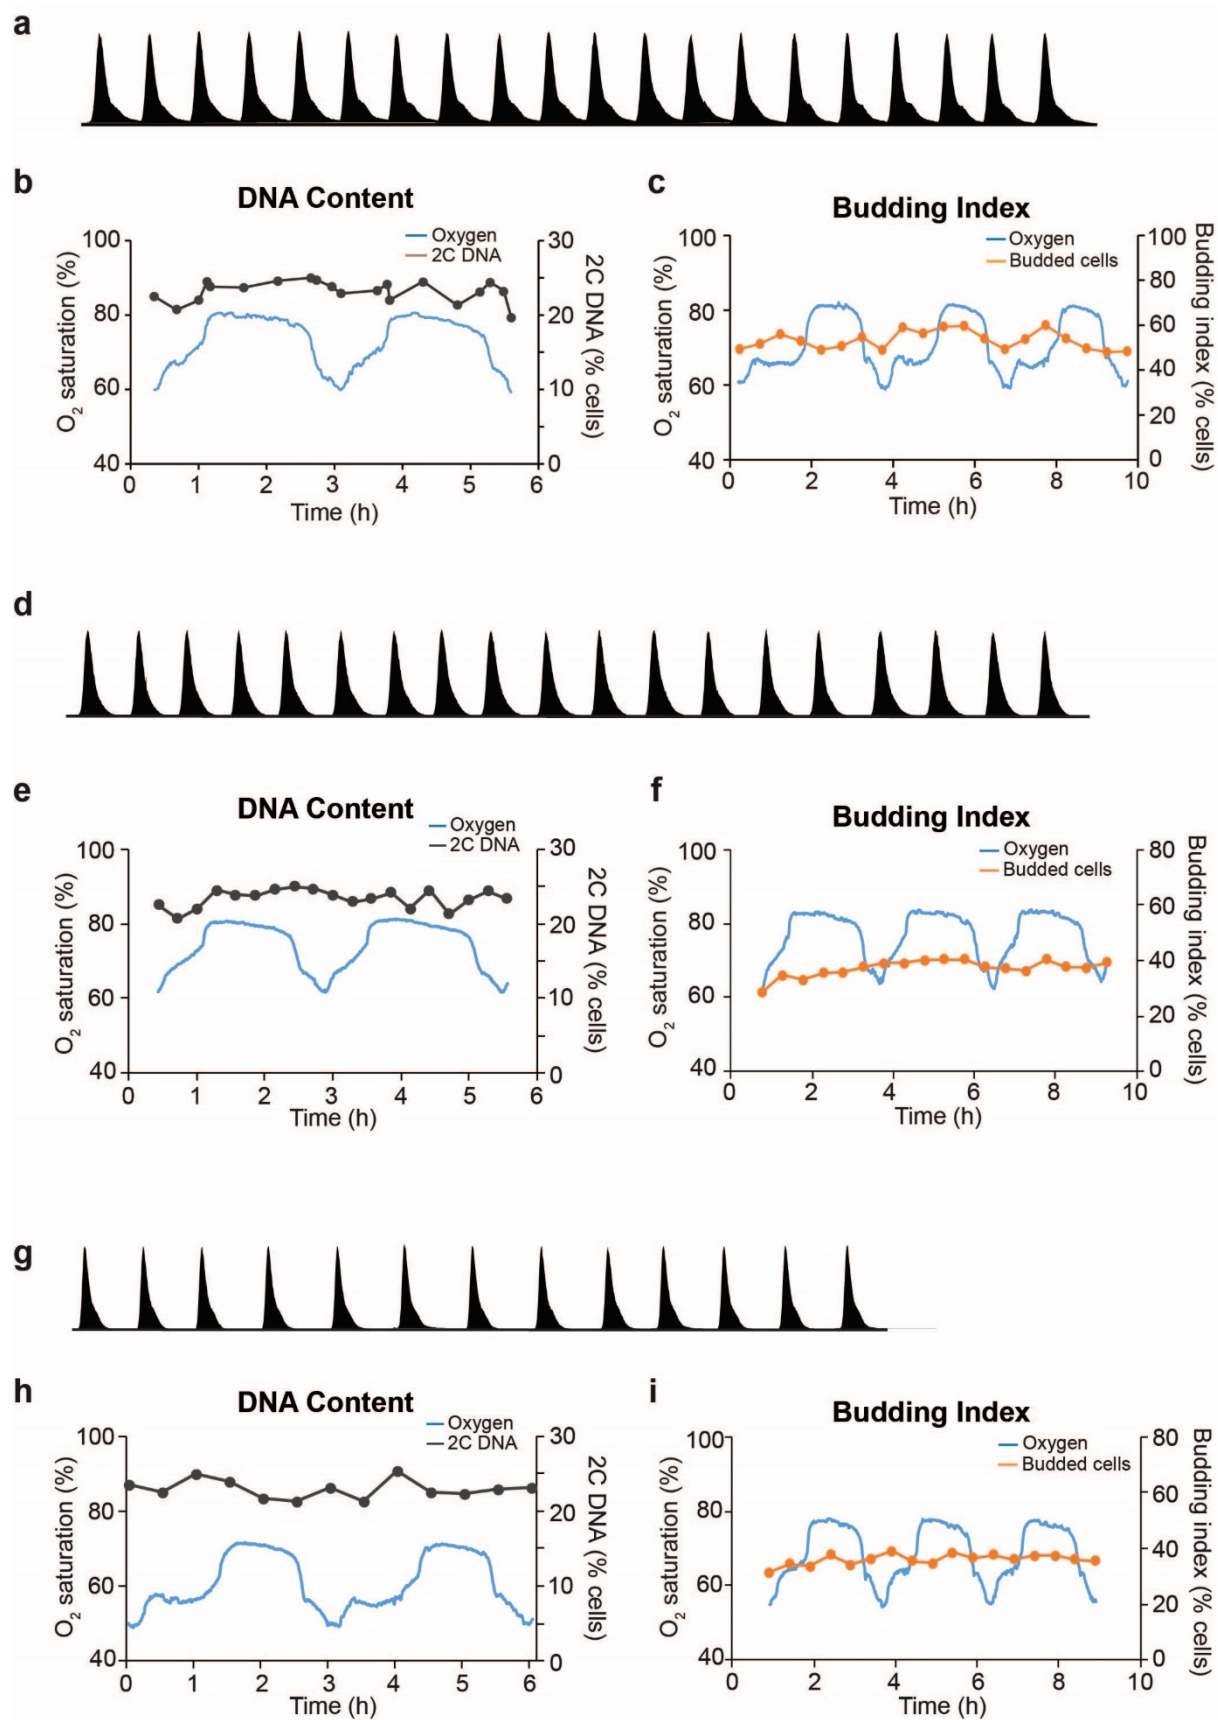 a
b
DNA Content
Oxygen
2C DNA
O2 saturation (%)
100
80
60
40
30
20
10
0
2C DNA (% cells)
0 1 2 3 4 5 6
Time (h)
c
Budding Index
Oxygen
Budded cells
O2 saturation (%)
100
80
60
40
100
80
60
40
20
0
Budding index (% cells)
0 2 4 6 8 10
Time (h)
d
e
DNA Content
Oxygen
2C DNA
O2 saturation (%)
100
80
60
40
30
20
10
0
2C DNA (% cells)
0 1 2 3 4 5 6
Time (h)
f
Budding Index
Oxygen
Budded cells
O2 saturation (%)
100
80
60
40
80
60
40
20
0
Budding index (% cells)
0 2 4 6 8 10
Time (h)
g
h
DNA Content
Oxygen
2C DNA
O2 saturation (%)
100
80
60
40
30
20
10
0
2C DNA (% cells)
0 1 2 3 4 5 6
Time (h)
i
Budding Index
Oxygen
Budded cells
O2 saturation (%)
100
80
60
40
80
60
40
20
0
Budding index (% cells)
0 2 4 6 8 10
Time (h)